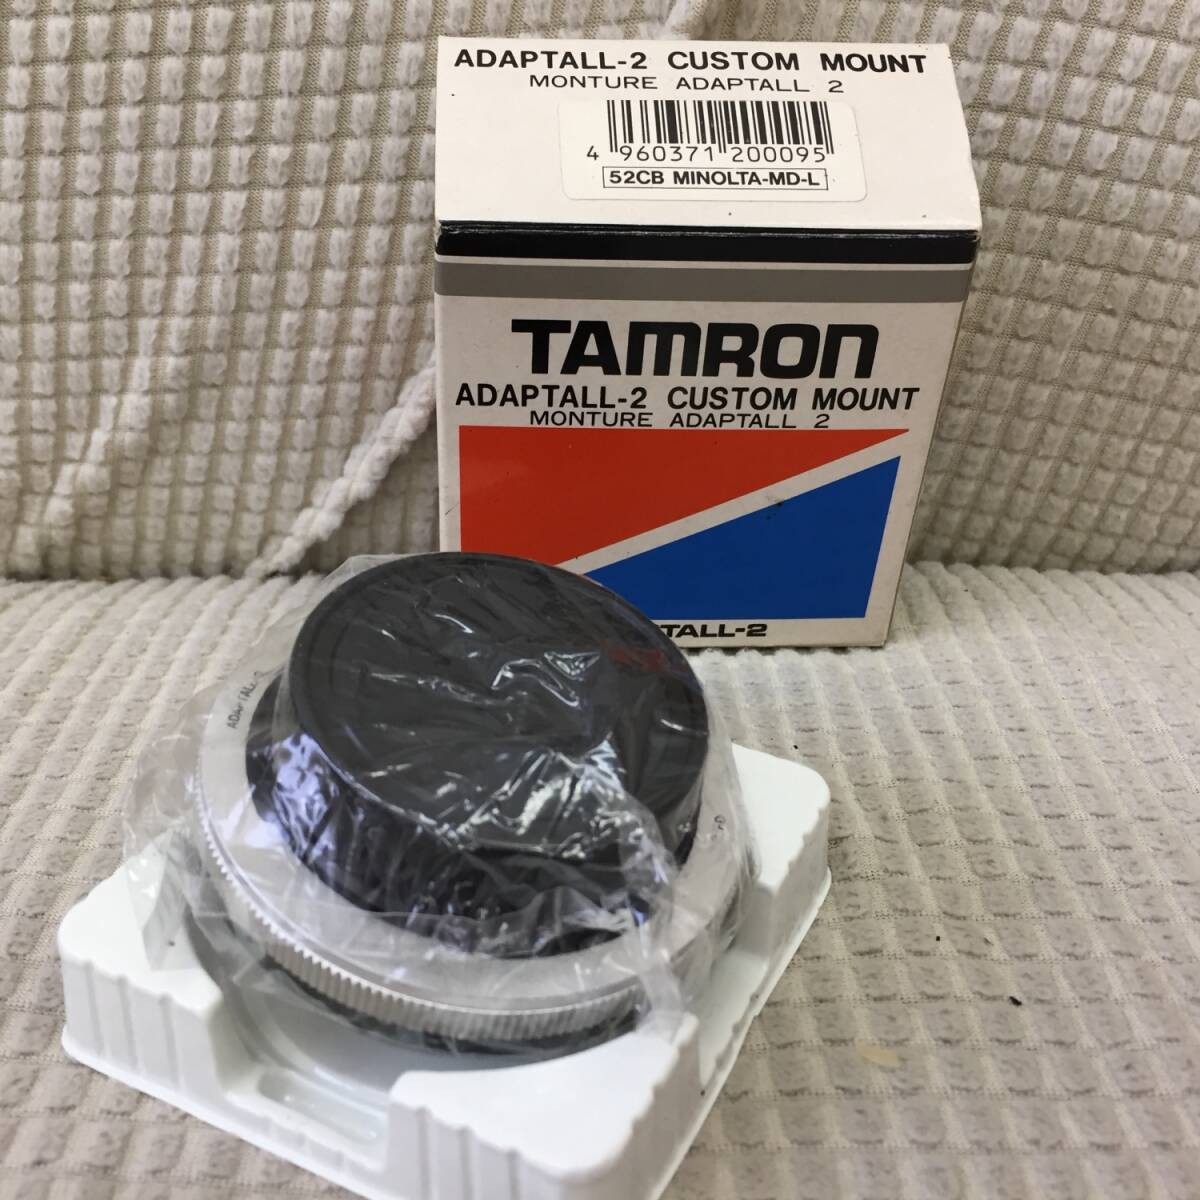 ADAPTALL-2 CUSTOM MOUNT
MONTURE ADAPTALL 2
4 960371 200095
52CB MINOLTA-MD-L
TAMRON
ADAPTALL-2 CUSTOM MOUNT
MONTURE ADAPTALL 2
TALL-2